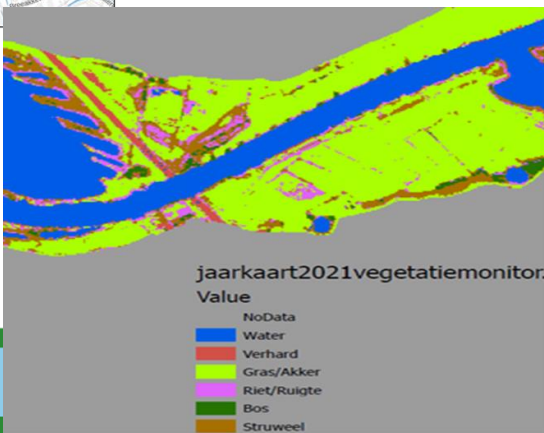 jaarkaart2021vegetatiemonitor.
Value
NoData
Water
Verhard
Gras/Akker
Riet/Ruigte
Bos
Struweel